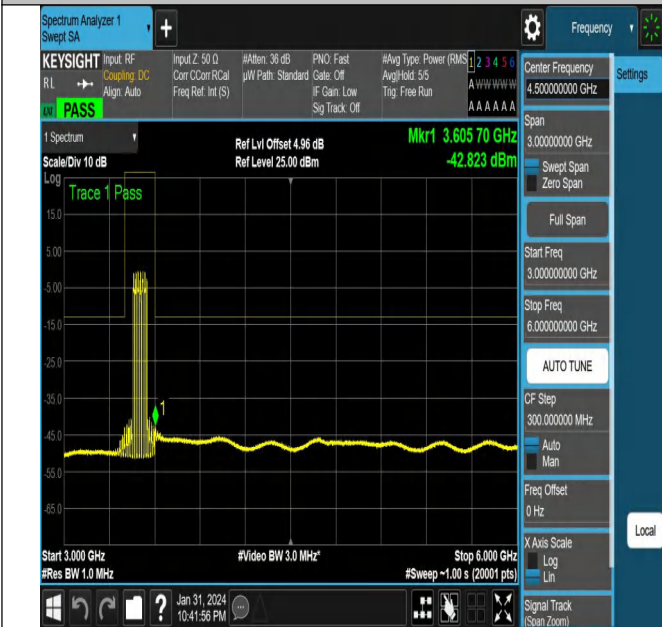 Spectrum Analyzer 1
Swept SA
Frequency
KEYSIGHT
RL
Input: RF
Coupling: DC
Align: Auto
Input Z: 50 Ω
Corr CCorr RCal
Freq Ref: Int (S)
#Atten: 36 dB
µW Path: Standard
PNO: Fast
Gate: Off
IF Gain: Low
Sig Track: Off
#Avg Type: Power (RMS
Avg|Hold: 5/5
Trig: Free Run
1 2 3 4 5 6
A W W W W W
A A A A A A
PASS
1 Spectrum
Scale/Div 10 dB
Log
Ref Lvl Offset 4.96 dB
Ref Level 25.00 dBm
Mkr1 3.605 70 GHz
-42.823 dBm
Trace 1 Pass
15.0
5.00
-5.00
-15.0
-25.0
-35.0
-45.0
-55.0
-65.0
1
Start 3.000 GHz
#Res BW 1.0 MHz
#Video BW 3.0 MHz*
Stop 6.000 GHz
#Sweep ~1.00 s (20001 pts)
Jan 31, 2024
10:41:56 PM
Center Frequency
4.500000000 GHz
Settings
Span
3.00000000 GHz
Swept Span
Zero Span
Full Span
Start Freq
3.000000000 GHz
Stop Freq
6.000000000 GHz
AUTO TUNE
CF Step
300.000000 MHz
Auto
Man
Freq Offset
0 Hz
X Axis Scale
Log
Lin
Local
Signal Track
(Span Zoom)